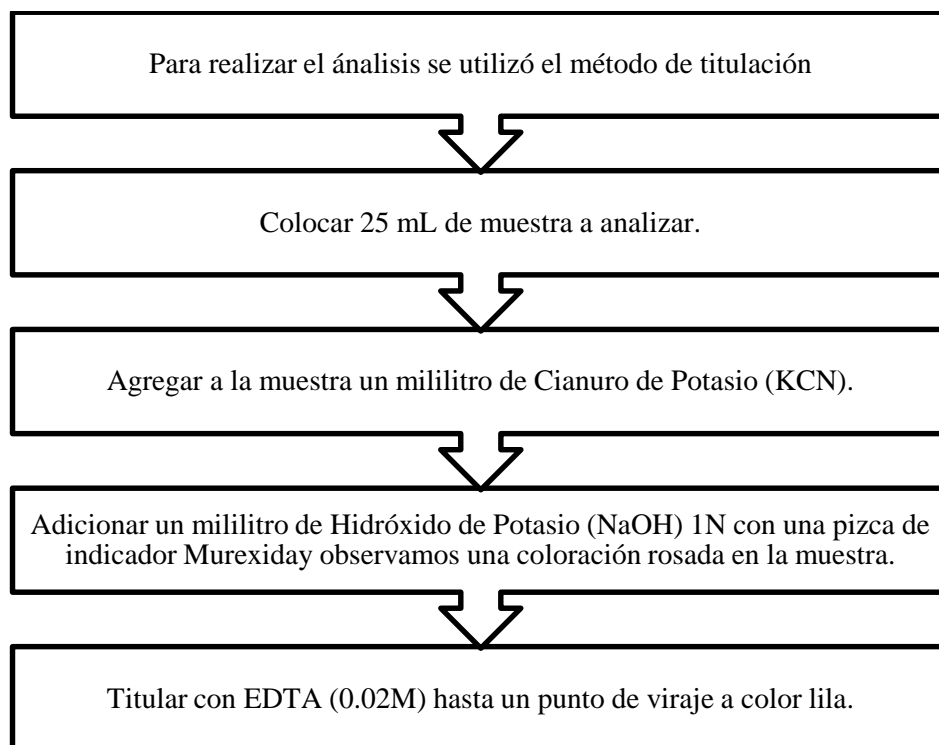 Para realizar el ánalisis se utilizó el método de titulación
Colocar 25 mL de muestra a analizar.
Agregar a la muestra un mililitro de Cianuro de Potasio (KCN).
Adicionar un mililitro de Hidróxido de Potasio (NaOH) 1N con una pizca de
indicador Murexiday observamos una coloración rosada en la muestra.
Titular con EDTA (0.02M) hasta un punto de viraje a color lila.